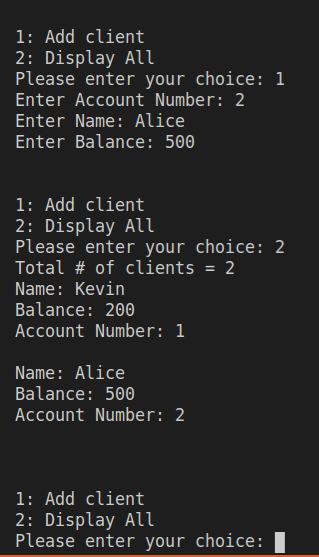 1: Add client
2: Display All
Please enter your choice: 1
Enter Account Number: 2
Enter Name: Alice
Enter Balance: 500
1: Add client
2: Display All
Please enter your choice: 2
Total # of clients = 2
Name: Kevin
Balance: 200
Account Number: 1
Name: Alice
Balance: 500
Account Number: 2
1: Add client
2: Display All
Please enter your choice: